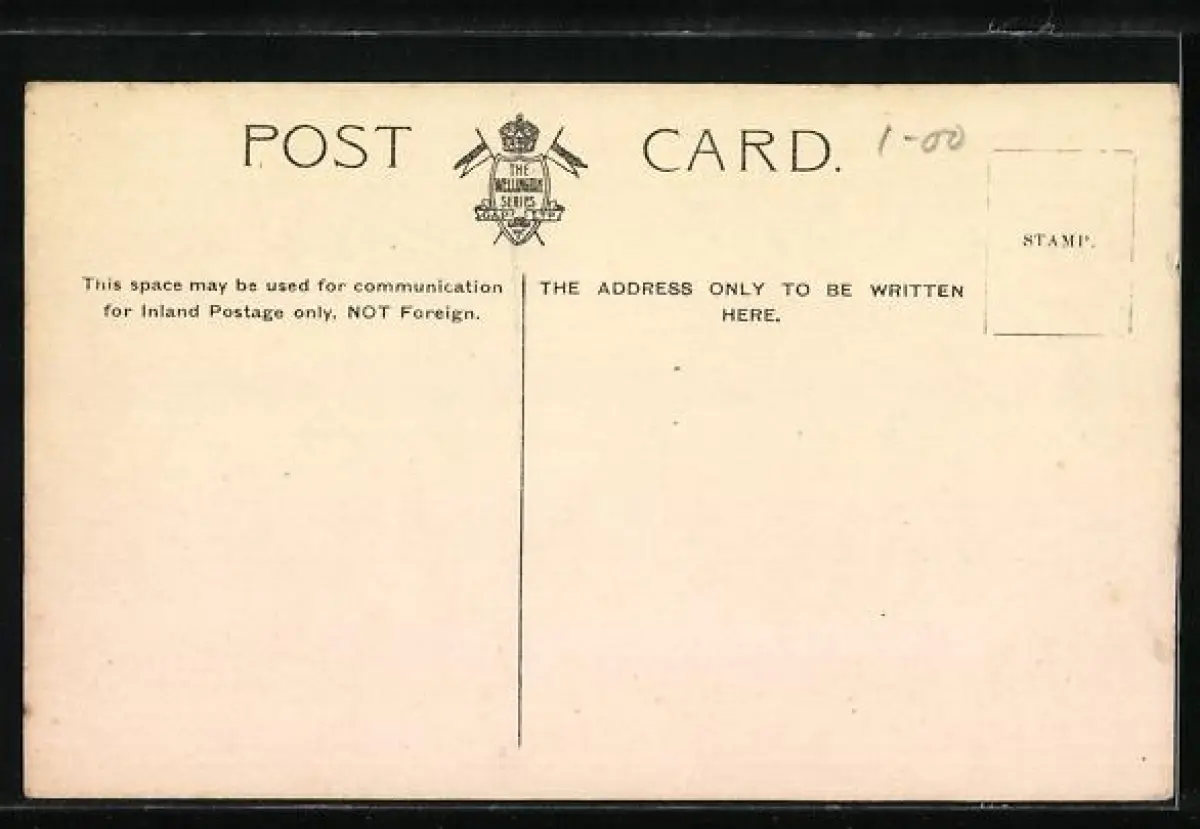 POST CARD.
1-00
THE
WELLINGTON
SERIES
G&P LTD.
STAMP.
This space may be used for communication
for Inland Postage only, NOT Foreign.
THE ADDRESS ONLY TO BE WRITTEN
HERE.